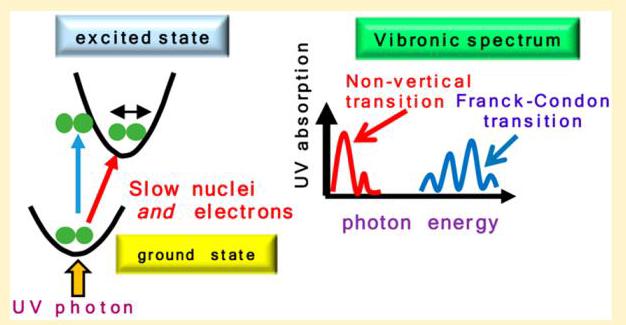 excited state
Slow nuclei
and electrons
ground state
UV photon
Vibronic spectrum
UV absorption
Non-vertical
transition
Franck-Condon
transition
photon energy